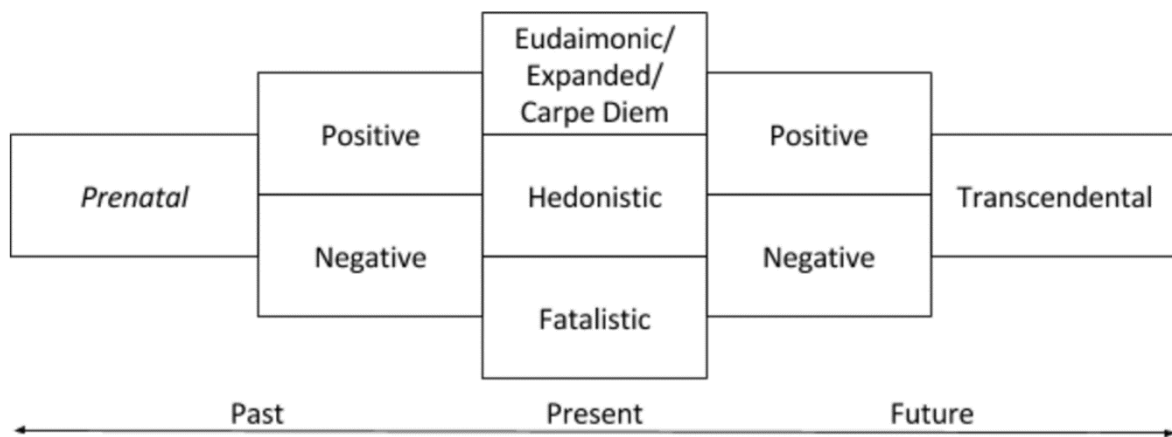 Eudaimonic/
Expanded/
Carpe Diem
Positive
Positive
Prenatal
Hedonistic
Transcendental
Negative
Negative
Fatalistic
Past
Present
Future